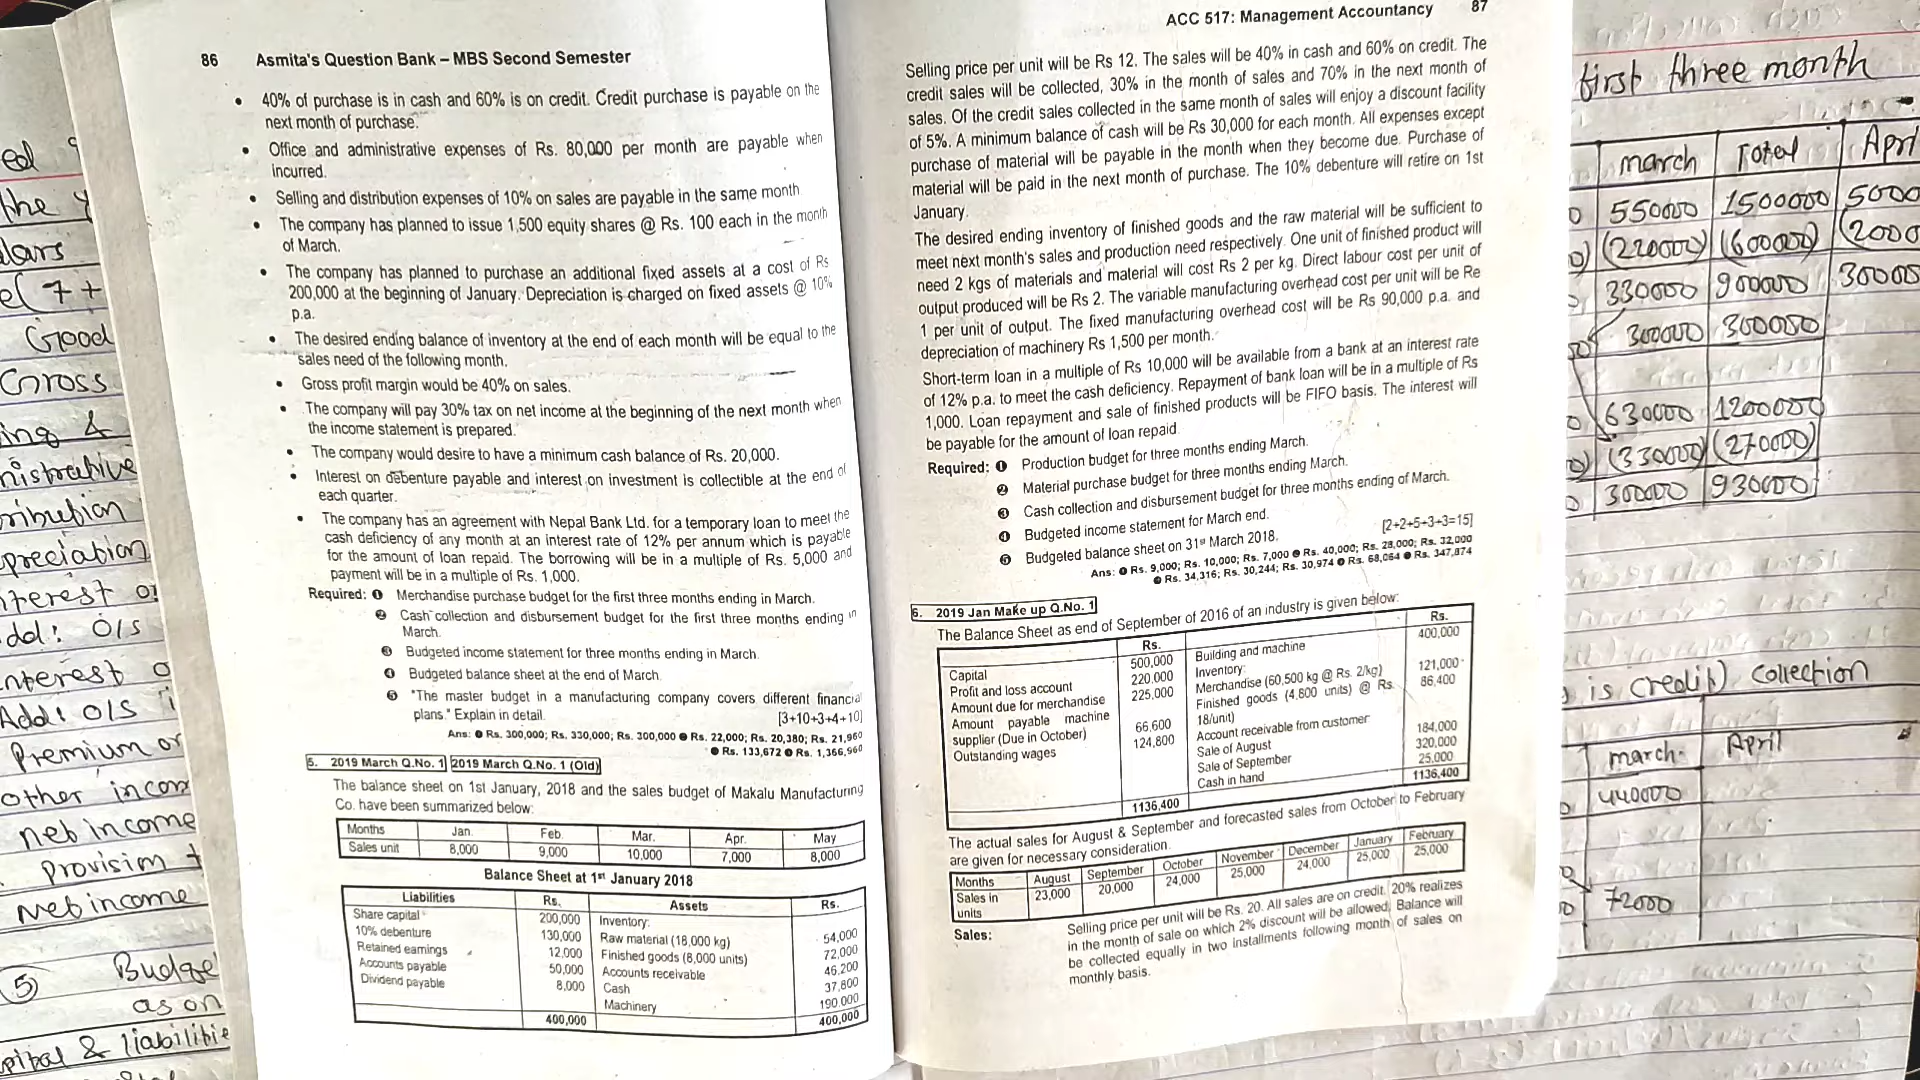 86 Asmita's Question Bank – MBS Second Semester
• 40% of purchase is in cash and 60% is on credit. Credit purchase is payable on the
next month of purchase.
• Office and administrative expenses of Rs. 80,000 per month are payable when
incurred.
• Selling and distribution expenses of 10% on sales are payable in the same month
• The company has planned to issue 1,500 equity shares @ Rs. 100 each in the month
of March.
• The company has planned to purchase an additional fixed assets at a cost of Rs
200,000 at the beginning of January. Depreciation is charged on fixed assets @ 10%
p.a.
• The desired ending balance of inventory at the end of each month will be equal to the
sales need of the following month.
• Gross profit margin would be 40% on sales.
• The company will pay 30% tax on net income at the beginning of the next month when
the income statement is prepared.
• The company would desire to have a minimum cash balance of Rs. 20,000.
• Interest on debenture payable and interest on investment is collectible at the end of
each quarter.
• The company has an agreement with Nepal Bank Ltd. for a temporary loan to meet the
cash deficiency of any month at an interest rate of 12% per annum which is payable
for the amount of loan repaid. The borrowing will be in a multiple of Rs. 5,000 and
payment will be in a multiple of Rs. 1,000.
Required: ❶ Merchandise purchase budget for the first three months ending in March.
❷ Cash collection and disbursement budget for the first three months ending in
March.
❸ Budgeted income statement for three months ending in March.
❹ Budgeted balance sheet at the end of March
❺ "The master budget in a manufacturing company covers different financial
plans." Explain in detail. [3+10+3+4+10]
Ans: ❶ Rs. 300,000; Rs. 330,000; Rs. 300,000 ❷ Rs. 22,000; Rs. 20,380; Rs. 21,960
❸ Rs. 133,672 ❹ Rs. 1,366,960
5. 2019 March Q.No. 1 2019 March Q.No. 1 (Old)
The balance sheet on 1st January, 2018 and the sales budget of Makalu Manufacturing
Co. have been summarized below:
Months Jan. Feb. Mar. Apr. May
Sales unit 8,000 9,000 10,000 7,000 8,000
Balance Sheet at 1st January 2018
Liabilities Rs. Assets Rs.
Share capital 200,000 Inventory:
10% debenture 130,000 Raw material (18,000 kg) 54,000
Retained earnings 12,000 Finished goods (8,000 units) 72,000
Accounts payable 50,000 Accounts receivable 46,200
Dividend payable 8,000 Cash 37,800
Machinery 190,000
400,000 400,000
ACC 517: Management Accountancy 87
Selling price per unit will be Rs 12. The sales will be 40% in cash and 60% on credit. The
credit sales will be collected, 30% in the month of sales and 70% in the next month of
sales. Of the credit sales collected in the same month of sales will enjoy a discount facility
of 5%. A minimum balance of cash will be Rs 30,000 for each month. All expenses except
purchase of material will be payable in the month when they become due. Purchase of
material will be paid in the next month of purchase. The 10% debenture will retire on 1st
January.
The desired ending inventory of finished goods and the raw material will be sufficient to
meet next month's sales and production need respectively. One unit of finished product will
need 2 kgs of materials and material will cost Rs 2 per kg. Direct labour cost per unit of
output produced will be Rs 2. The variable manufacturing overhead cost per unit will be Re
1 per unit of output. The fixed manufacturing overhead cost will be Rs 90,000 p.a. and
depreciation of machinery Rs 1,500 per month.
Short-term loan in a multiple of Rs 10,000 will be available from a bank at an interest rate
of 12% p.a. to meet the cash deficiency. Repayment of bank loan will be in a multiple of Rs
1,000. Loan repayment and sale of finished products will be FIFO basis. The interest will
be payable for the amount of loan repaid.
Required: ❶ Production budget for three months ending March.
❷ Material purchase budget for three months ending March.
❸ Cash collection and disbursement budget for three months ending of March.
❹ Budgeted income statement for March end.
❺ Budgeted balance sheet on 31st March 2018. [2+2+5+3+3=15]
Ans: ❶ Rs. 9,000; Rs. 10,000; Rs. 7,000 ❷ Rs. 40,000; Rs. 28,000; Rs. 32,000
❸ Rs. 34,316; Rs. 30,244; Rs. 30,974 ❹ Rs. 68,064 ❺ Rs. 347,874
6. 2019 Jan Make up Q.No. 1
The Balance Sheet as end of September of 2016 of an industry is given below:
Rs. Rs.
Capital 500,000 Building and machine 400,000
Profit and loss account 220,000 Inventory:
Amount due for merchandise 225,000 Merchandise (60,500 kg @ Rs. 2/kg) 121,000
Amount payable machine Finished goods (4,800 units) @ Rs. 86,400
supplier (Due in October) 66,600 18/unit)
Outstanding wages 124,800 Account receivable from customer
Sale of August 184,000
Sale of September 320,000
Cash in hand 25,000
1136,400 1136,400
The actual sales for August & September and forecasted sales from October to February
are given for necessary consideration.
Months August September October November December January February
Sales in units 23,000 20,000 24,000 25,000 24,000 25,000 25,000
Sales: Selling price per unit will be Rs. 20. All sales are on credit. 20% realizes
in the month of sale on which 2% discount will be allowed. Balance will
be collected equally in two installments following month of sales on
monthly basis.
first three month
march Total April
550000 1500000 5000
(220000) (600000) (2000
330000 900000 30000
300000 300000
630000 1200000
(330000) (270000)
300000 930000
is credit) collection
march. April
440000
72000
the
lars
e(7+
Good
Gross
ing &
nistrative
ribution
preciation
terest o
dd: O/S
nterest o
Add: O/S i
Premium or
other incom
net income
Provision t
Net income
5 Budge
as on
pital & liabilitie